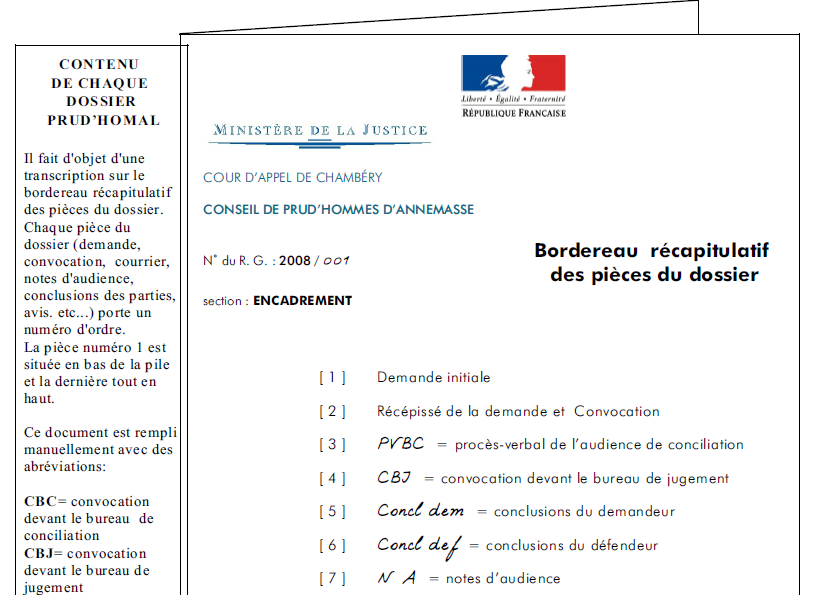 CONTENU
DE CHAQUE
DOSSIER
PRUD'HOMAL
Il fait d'objet d'une
transcription sur le
bordereau récapitulatif
des pièces du dossier.
Chaque pièce du
dossier (demande,
convocation, courrier,
notes d'audience,
conclusions des parties,
avis. etc...) porte un
numéro d'ordre.
La pièce numéro 1 est
située en bas de la pile
et la dernière tout en
haut.
Ce document est rempli
manuellement avec des
abréviations:
CBC= convocation
devant le bureau de
conciliation
CBJ= convocation
devant le bureau de
jugement
Liberté • Égalité • Fraternité
RÉPUBLIQUE FRANÇAISE
MINISTÈRE DE LA JUSTICE
COUR D'APPEL DE CHAMBÉRY
CONSEIL DE PRUD'HOMMES D'ANNEMASSE
N° du R. G. : 2008 / 001
section : ENCADREMENT
Bordereau récapitulatif
des pièces du dossier
[ 1 ] Demande initiale
[ 2 ] Récépissé de la demande et Convocation
[ 3 ] PVBC = procès-verbal de l'audience de conciliation
[ 4 ] CBJ = convocation devant le bureau de jugement
[ 5 ] Concl dem = conclusions du demandeur
[ 6 ] Concl def = conclusions du défendeur
[ 7 ] N A = notes d'audience